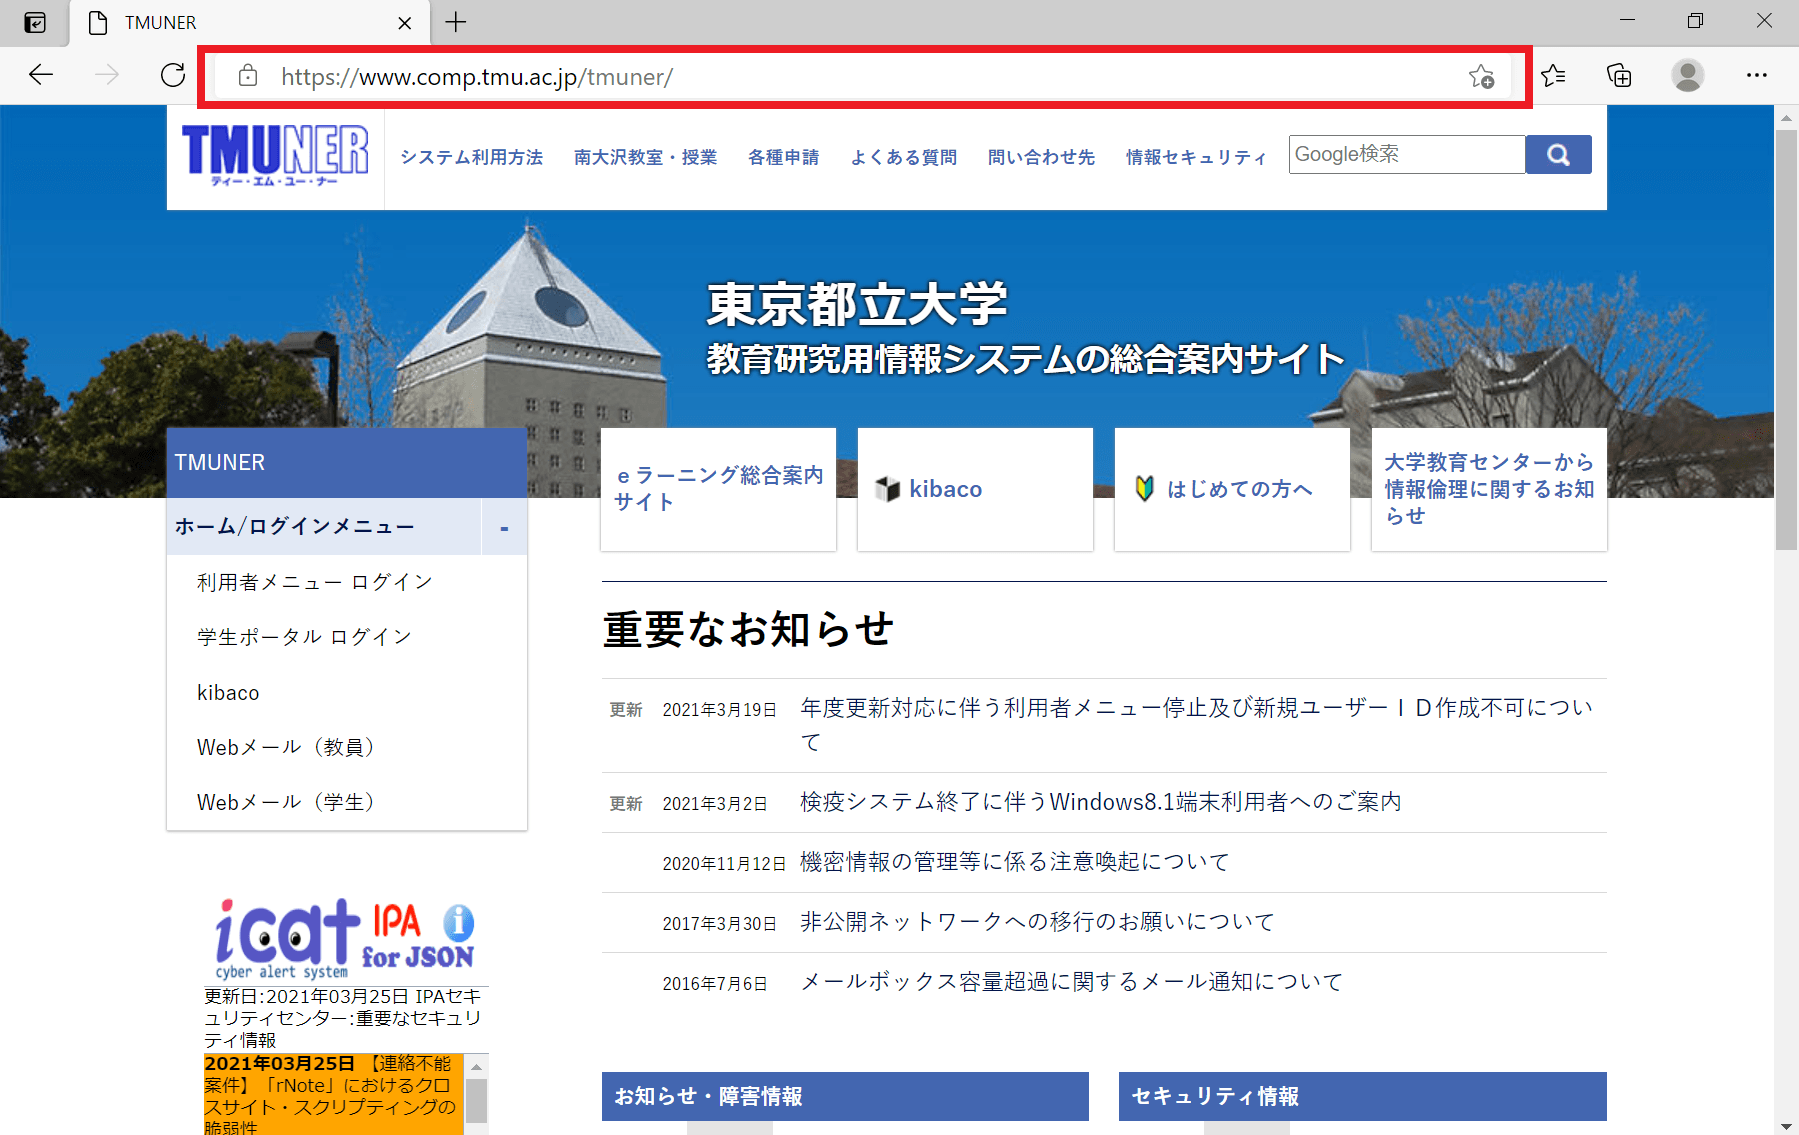 TMUNER
https://www.comp.tmu.ac.jp/tmuner/
TMUNER
ティー・エム・ユー・ナー
システム利用方法
南大沢教室・授業
各種申請
よくある質問
問い合わせ先
情報セキュリティ
Google検索
東京都立大学
教育研究用情報システムの総合案内サイト
TMUNER
ホーム/ログインメニュー
-
利用者メニュー ログイン
学生ポータル ログイン
kibaco
Webメール（教員）
Webメール（学生）
ｅラーニング総合案内
サイト
kibaco
はじめての方へ
大学教育センターから
情報倫理に関するお知
らせ
重要なお知らせ
更新 2021年3月19日 年度更新対応に伴う利用者メニュー停止及び新規ユーザーＩＤ作成不可につい
て
更新 2021年3月2日 検疫システム終了に伴うWindows8.1端末利用者へのご案内
2020年11月12日 機密情報の管理等に係る注意喚起について
2017年3月30日 非公開ネットワークへの移行のお願いについて
2016年7月6日 メールボックス容量超過に関するメール通知について
icat IPA
for JSON
cyber alert system
更新日:2021年03月25日 IPAセキ
ュリティセンター:重要なセキュリ
ティ情報
2021年03月25日 【連絡不能
案件】「rNote」におけるクロ
スサイト・スクリプティングの
脆弱性
お知らせ・障害情報
セキュリティ情報